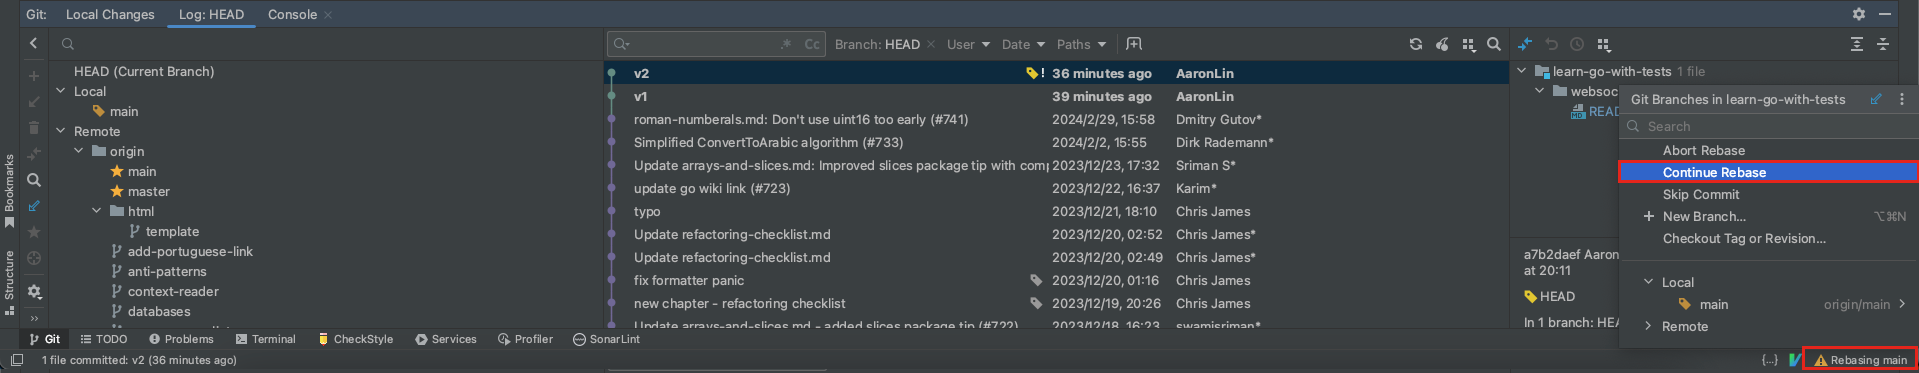 Git: Local Changes Log: HEAD Console
.* Cc Branch: HEAD User Date Paths
HEAD (Current Branch)
Local
main
Remote
origin
main
master
html
template
add-portuguese-link
anti-patterns
context-reader
databases
v2 ! 36 minutes ago AaronLin
v1 39 minutes ago AaronLin
roman-numberals.md: Don't use uint16 too early (#741) 2024/2/29, 15:58 Dmitry Gutov*
Simplified ConvertToArabic algorithm (#733) 2024/2/2, 15:55 Dirk Rademann*
Update arrays-and-slices.md: Improved slices package tip with comp 2023/12/23, 17:32 Sriman S*
update go wiki link (#723) 2023/12/22, 16:37 Karim*
typo 2023/12/21, 18:10 Chris James
Update refactoring-checklist.md 2023/12/20, 02:52 Chris James*
Update refactoring-checklist.md 2023/12/20, 02:49 Chris James*
fix formatter panic 2023/12/20, 01:16 Chris James
new chapter - refactoring checklist 2023/12/19, 20:26 Chris James
Update arrays-and-slices.md - added slices package tip (#722) 2023/12/18, 16:23 swamisriman*
learn-go-with-tests 1 file
websoc
READ
MD
a7b2daef Aaron
at 20:11
HEAD
In 1 branch: HEA
Git Branches in learn-go-with-tests
Search
Abort Rebase
Continue Rebase
Skip Commit
New Branch... ⌥⌘N
Checkout Tag or Revision...
Local
main origin/main
Remote
Bookmarks
Structure
Git TODO Problems Terminal CheckStyle Services Profiler SonarLint
1 file committed: v2 (36 minutes ago) {...} Rebasing main